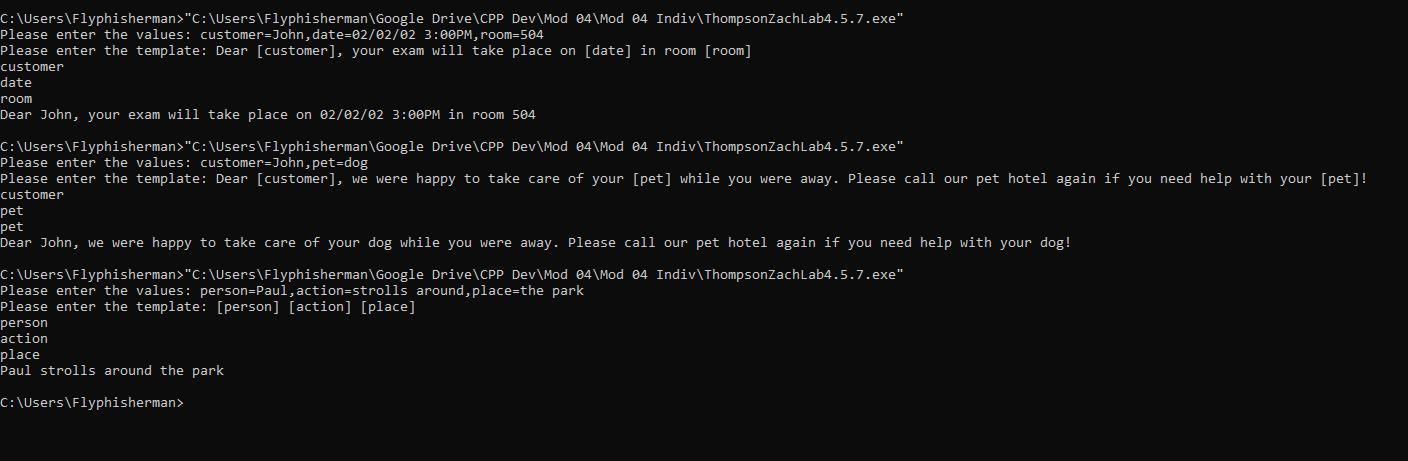 C:\Users\Flyphisherman>"C:\Users\Flyphisherman\Google Drive\CPP Dev\Mod 04\Mod 04 Indiv\ThompsonZachLab4.5.7.exe"
Please enter the values: customer=John,date=02/02/02 3:00PM,room=504
Please enter the template: Dear [customer], your exam will take place on [date] in room [room]
customer
date
room
Dear John, your exam will take place on 02/02/02 3:00PM in room 504
C:\Users\Flyphisherman>"C:\Users\Flyphisherman\Google Drive\CPP Dev\Mod 04\Mod 04 Indiv\ThompsonZachLab4.5.7.exe"
Please enter the values: customer=John,pet=dog
Please enter the template: Dear [customer], we were happy to take care of your [pet] while you were away. Please call our pet hotel again if you need help with your [pet]!
customer
pet
pet
Dear John, we were happy to take care of your dog while you were away. Please call our pet hotel again if you need help with your dog!
C:\Users\Flyphisherman>"C:\Users\Flyphisherman\Google Drive\CPP Dev\Mod 04\Mod 04 Indiv\ThompsonZachLab4.5.7.exe"
Please enter the values: person=Paul,action=strolls around,place=the park
Please enter the template: [person] [action] [place]
person
action
place
Paul strolls around the park
C:\Users\Flyphisherman>